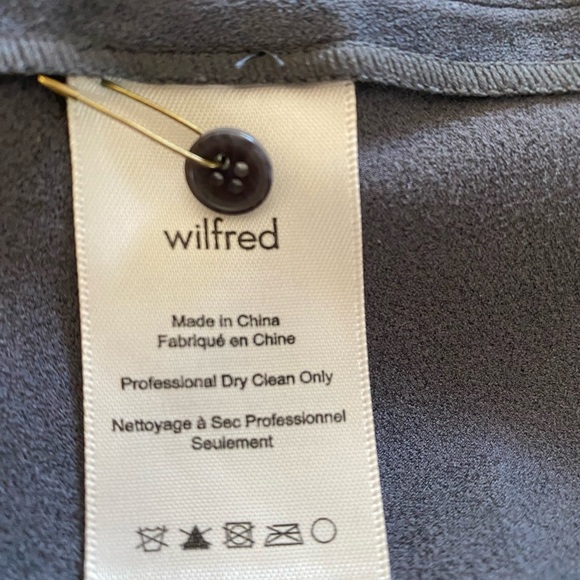 wilfred
Made in China
Fabriqué en Chine
Professional Dry Clean Only
Nettoyage à Sec Professionnel
Seulement